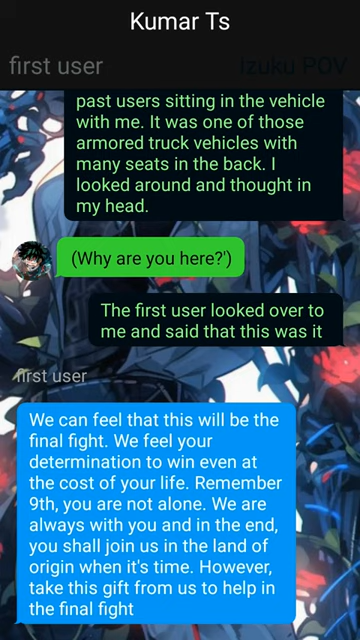 Kumar Ts
first user
izuku POV
past users sitting in the vehicle
with me. It was one of those
armored truck vehicles with
many seats in the back. I
looked around and thought in
my head.
(Why are you here?')
The first user looked over to
me and said that this was it
first user
We can feel that this will be the
final fight. We feel your
determination to win even at
the cost of your life. Remember
9th, you are not alone. We are
always with you and in the end,
you shall join us in the land of
origin when it's time. However,
take this gift from us to help in
the final fight